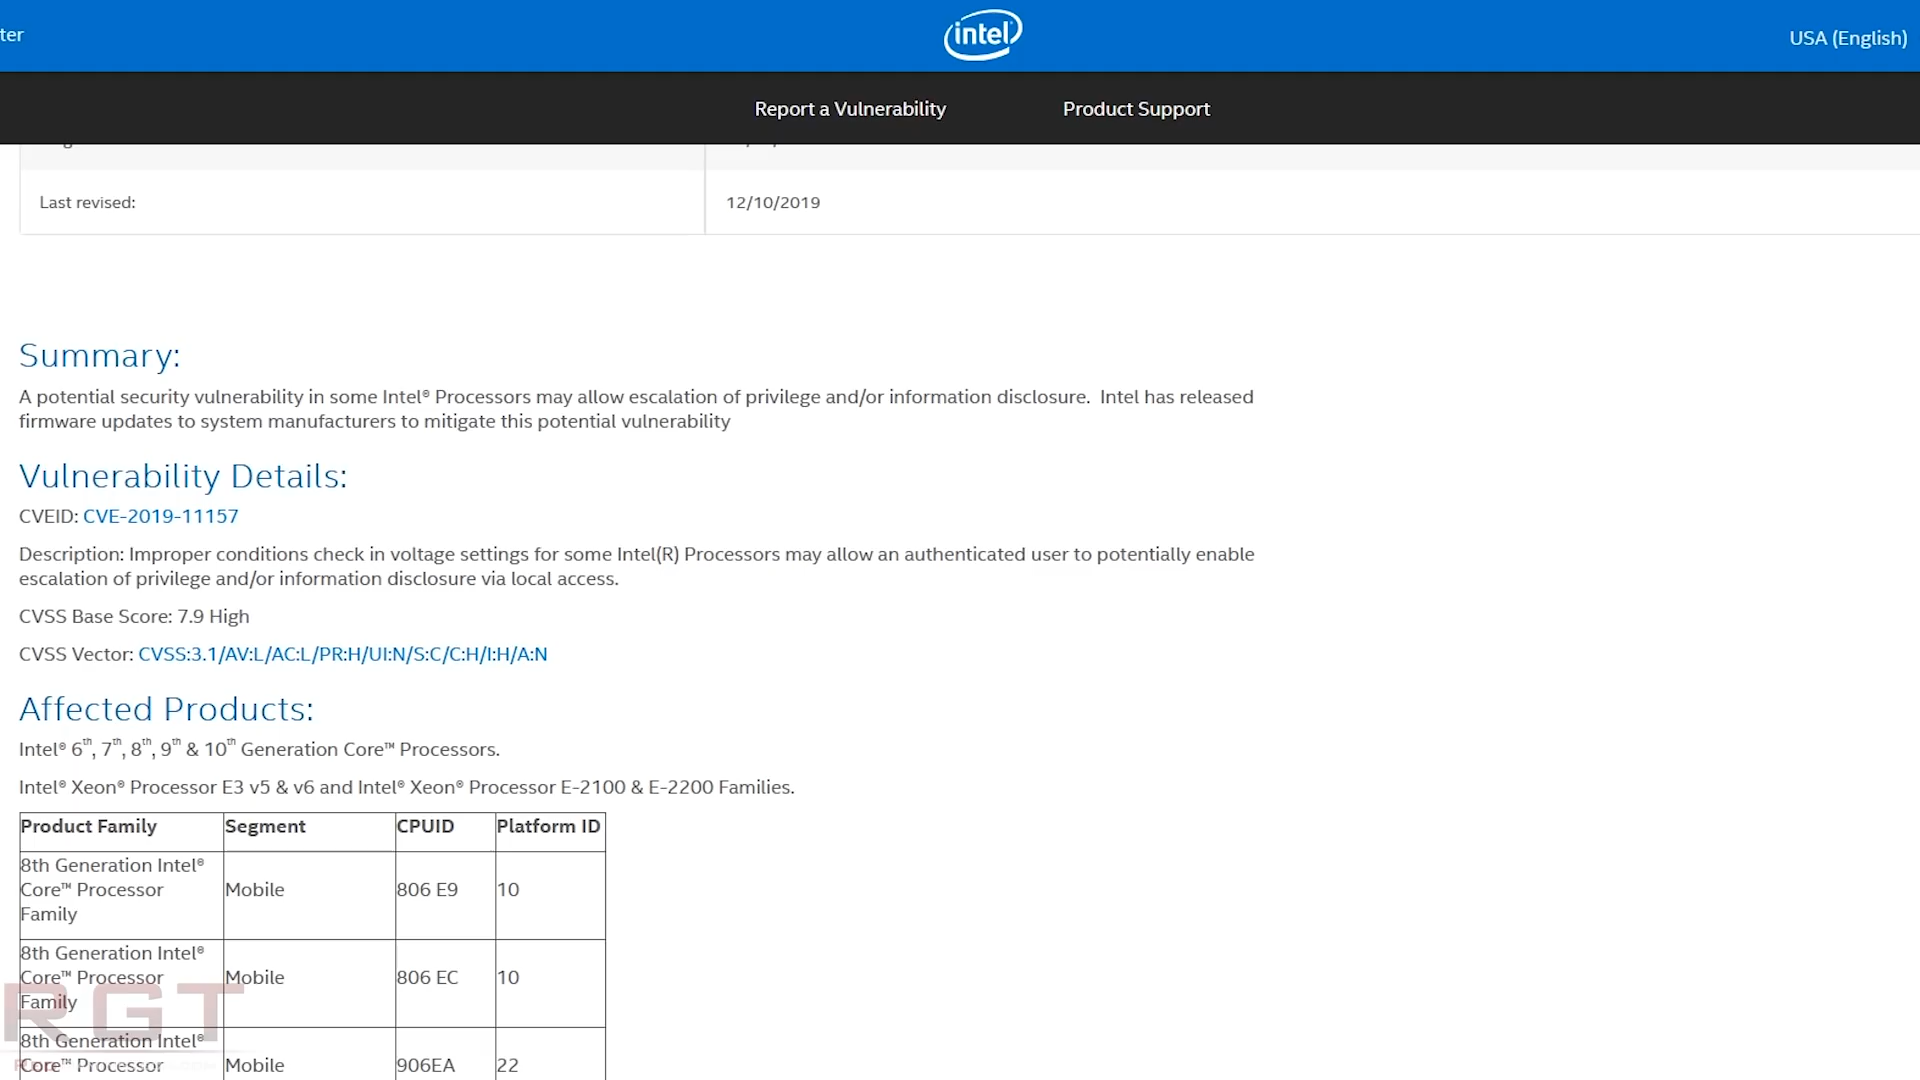 ter
intel
USA (English)
Report a Vulnerability
Product Support
Last revised:
12/10/2019
Summary:
A potential security vulnerability in some Intel® Processors may allow escalation of privilege and/or information disclosure.  Intel has released
firmware updates to system manufacturers to mitigate this potential vulnerability
Vulnerability Details:
CVEID: CVE-2019-11157
Description: Improper conditions check in voltage settings for some Intel(R) Processors may allow an authenticated user to potentially enable
escalation of privilege and/or information disclosure via local access.
CVSS Base Score: 7.9 High
CVSS Vector: CVSS:3.1/AV:L/AC:L/PR:H/UI:N/S:C/C:H/I:H/A:N
Affected Products:
Intel® 6th, 7th, 8th, 9th & 10th Generation Core™ Processors.
Intel® Xeon® Processor E3 v5 & v6 and Intel® Xeon® Processor E-2100 & E-2200 Families.
Product Family Segment CPUID Platform ID
8th Generation Intel®
Core™ Processor
Family
Mobile 806 E9 10
8th Generation Intel®
Core™ Processor
Family
Mobile 806 EC 10
8th Generation Intel®
Core™ Processor
Mobile 906EA 22
RGT